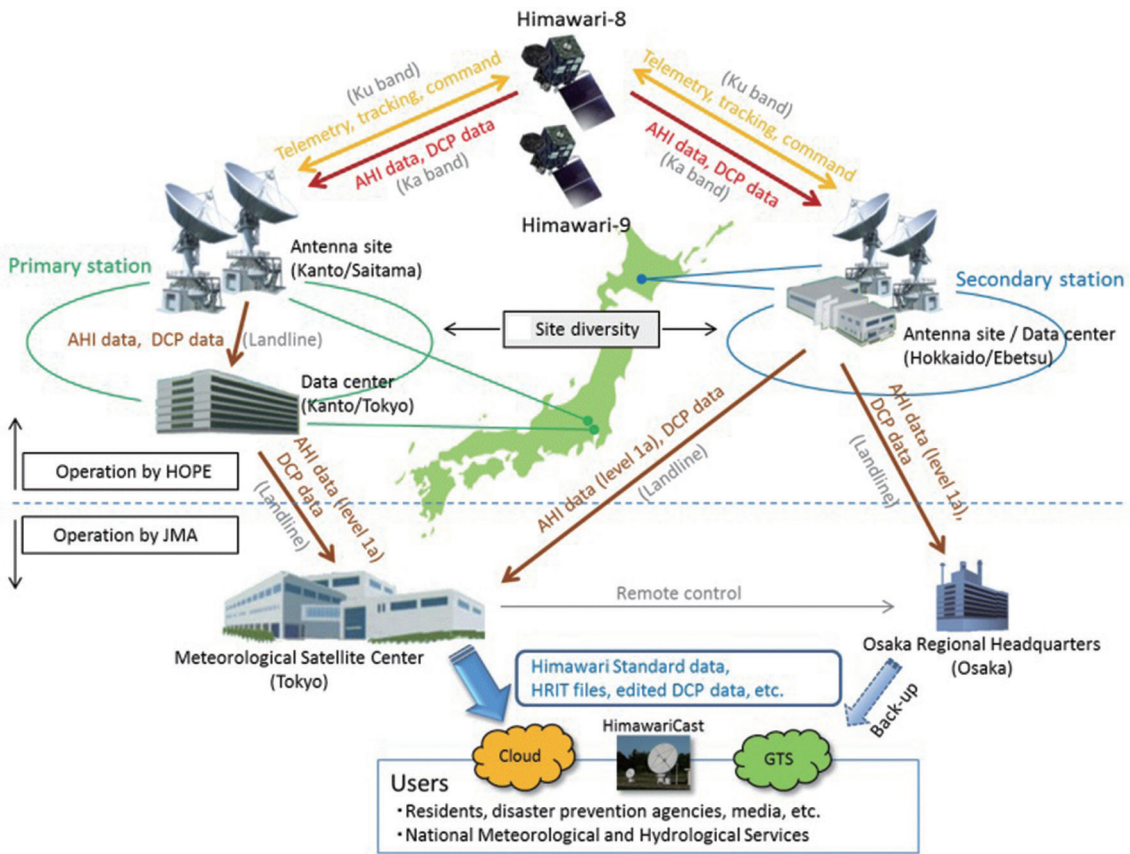 Himawari-8
(Ku band)
Telemetry, tracking, command
AHI data, DCP data
(Ka band)
(Ku band)
Telemetry, tracking, command
AHI data, DCP data
(Ka band)
Himawari-9
Primary station
Antenna site
(Kanto/Saitama)
Secondary station
AHI data, DCP data
(Landline)
Site diversity
Antenna site / Data center
(Hokkaido/Ebetsu)
Data center
(Kanto/Tokyo)
Operation by HOPE
AHI data (level 1a)
DCP data
(Landline)
AHI data (level 1a), DCP data
(Landline)
AHI data (level 1a),
DCP data
(Landline)
Operation by JMA
Remote control
Meteorological Satellite Center
(Tokyo)
Osaka Regional Headquarters
(Osaka)
Himawari Standard data,
HRIT files, edited DCP data, etc.
Back-up
HimawariCast
Cloud
GTS
Users
・Residents, disaster prevention agencies, media, etc.
・National Meteorological and Hydrological Services